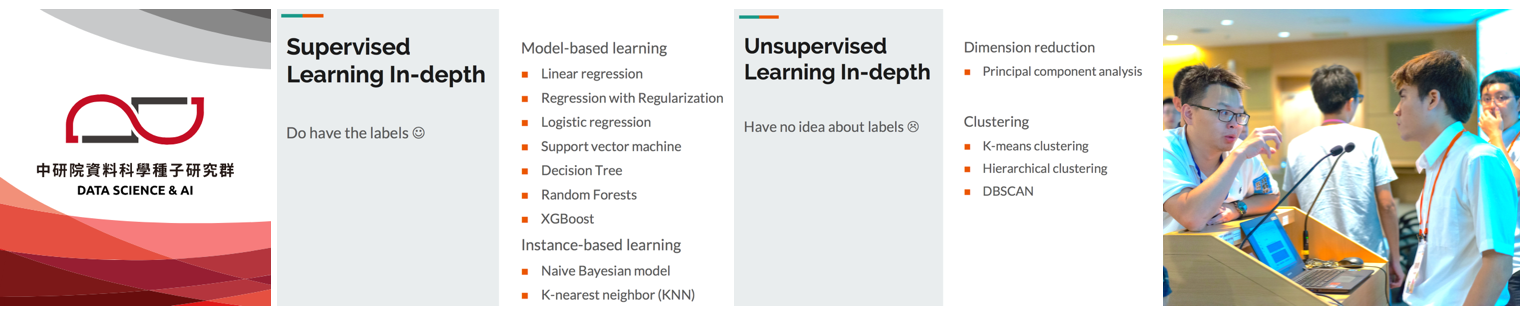 中研院資料科學種子研究群
DATA SCIENCE & AI
Supervised
Learning In-depth
Do have the labels ☺
Model-based learning
■ Linear regression
■ Regression with Regularization
■ Logistic regression
■ Support vector machine
■ Decision Tree
■ Random Forests
■ XGBoost
Instance-based learning
■ Naive Bayesian model
■ K-nearest neighbor (KNN)
Unsupervised
Learning In-depth
Have no idea about labels ☹
Dimension reduction
■ Principal component analysis
Clustering
■ K-means clustering
■ Hierarchical clustering
■ DBSCAN